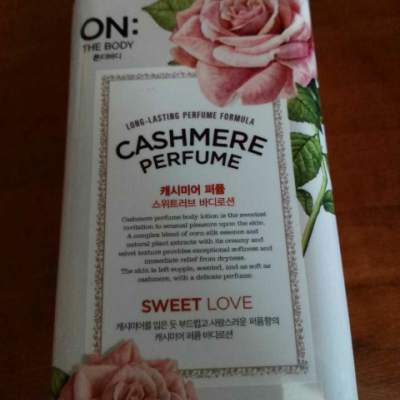 ON:
THE BODY
온더바디
LONG-LASTING PERFUME FORMULA
CASHMERE
PERFUME
캐시미어 퍼퓸
스위트러브 바디로션
Cashmere perfume body lotion is the sweetest
invitation to sensual pleasure upon the skin.
A complex blend of corn silk essence and
natural plant extracts with its creamy and
velvet texture provides exceptional softness and
immediate relief from dryness.
The skin is left supple, scented, and as soft as
cashmere, with a delicate perfume.
SWEET LOVE
캐시미어를 입은 듯 부드럽고 사랑스러운 퍼퓸향의
캐시미어 퍼퓸 바디로션